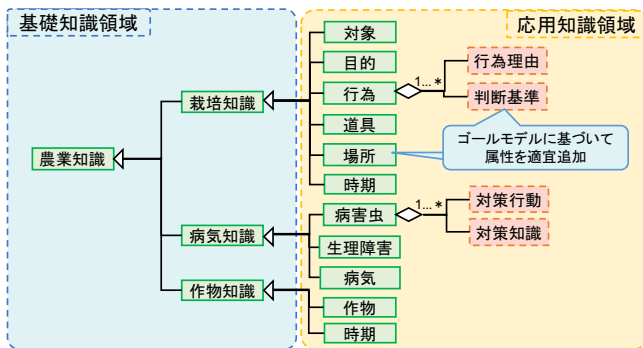 基礎知識領域
応用知識領域
農業知識
栽培知識
病気知識
作物知識
対象
目的
行為
道具
場所
時期
病害虫
生理障害
病気
作物
時期
1…*
行為理由
判断基準
ゴールモデルに基づいて
属性を適宜追加
1…*
対策行動
対策知識